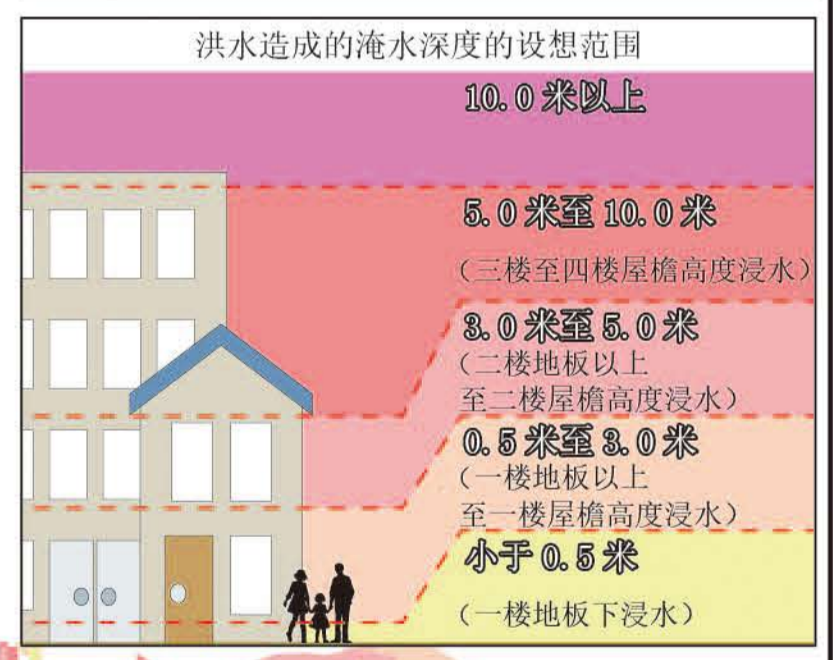 洪水造成的淹水深度的设想范围
10.0米以上
5.0米至10.0米
（三楼至四楼屋檐高度浸水）
3.0米至5.0米
（二楼地板以上
至二楼屋檐高度浸水）
0.5米至3.0米
（一楼地板以上
至一楼屋檐高度浸水）
小于0.5米
（一楼地板下浸水）